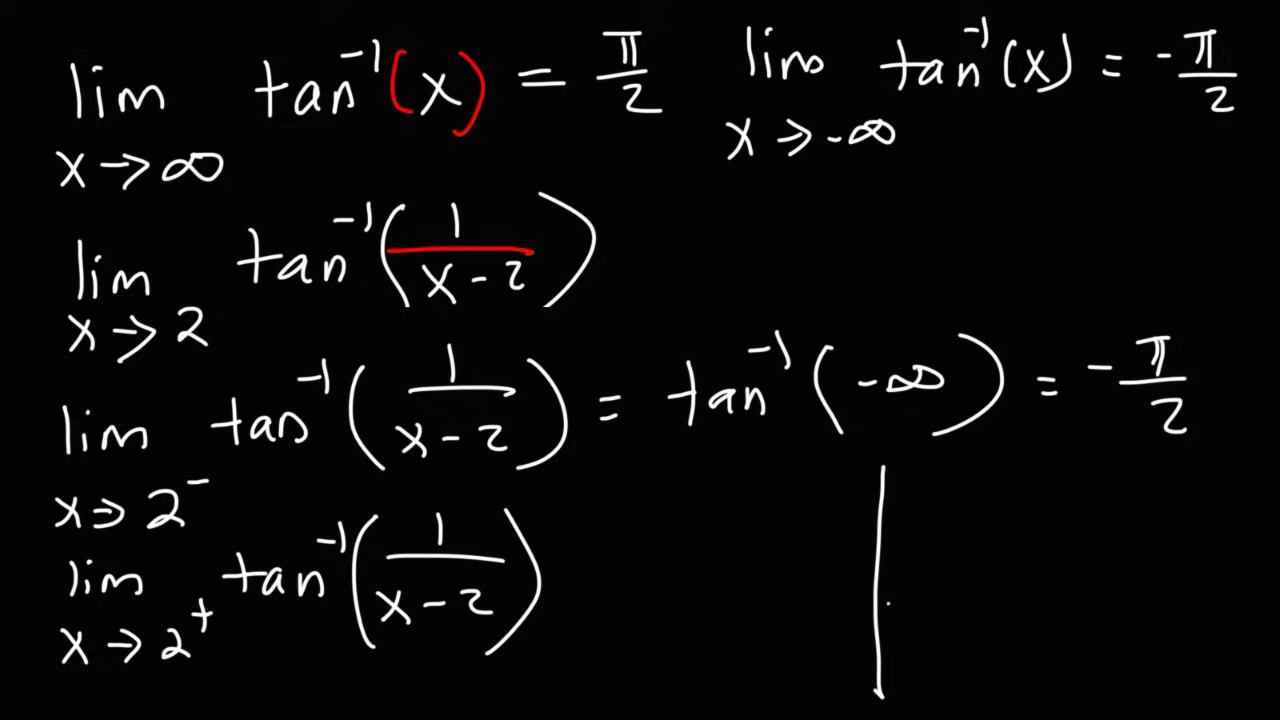 lim x→∞ tan⁻¹(x) = π/2
lim x→-∞ tan⁻¹(x) = -π/2
lim x→2 tan⁻¹(1/(x-2))
lim x→2⁻ tan⁻¹(1/(x-2)) = tan⁻¹(-∞) = -π/2
lim x→2⁺ tan⁻¹(1/(x-2))